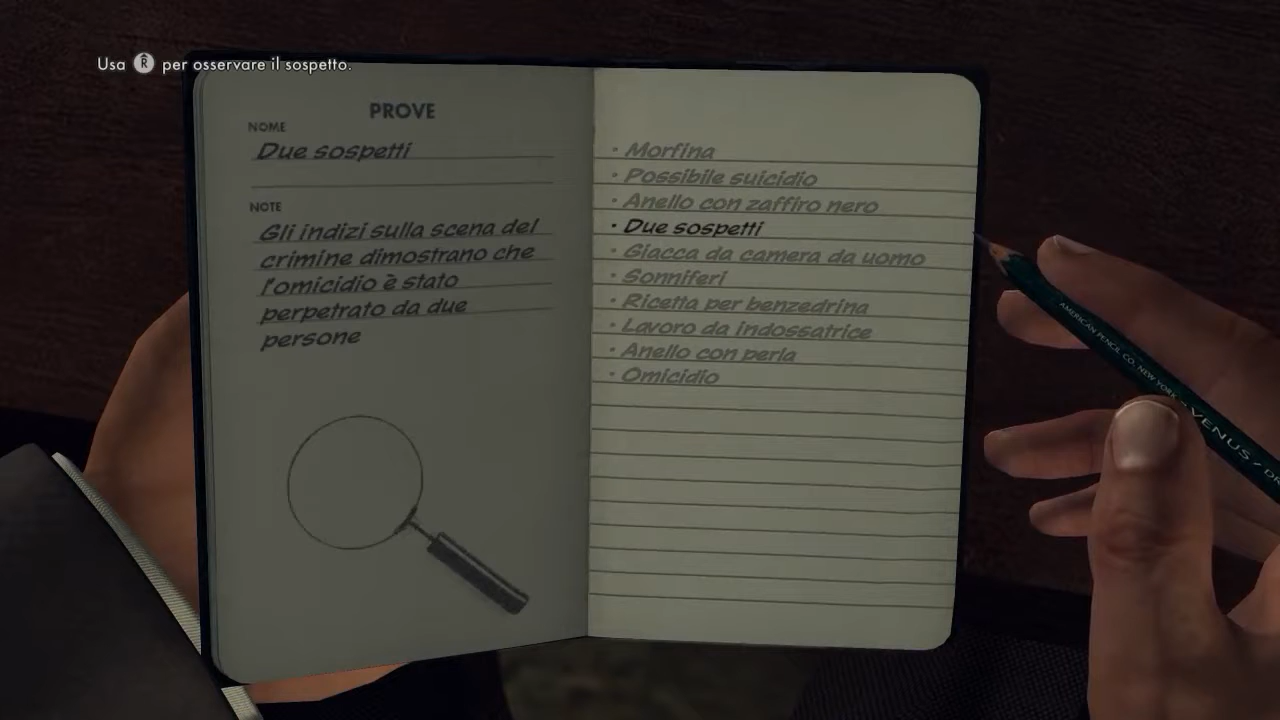 Usa R per osservare il sospetto.
PROVE
NOME
Due sospetti
NOTE
Gli indizi sulla scena del
crimine dimostrano che
l'omicidio è stato
perpetrato da due
persone
· Morfina
· Possibile suicidio
· Anello con zaffiro nero
· Due sospetti
· Giacca da camera da uomo
· Sonniferi
· Ricetta per benzedrina
· Lavoro da indossatrice
· Anello con perla
· Omicidio
AMERICAN PENCIL CO. NEW YORK VENUS / DR